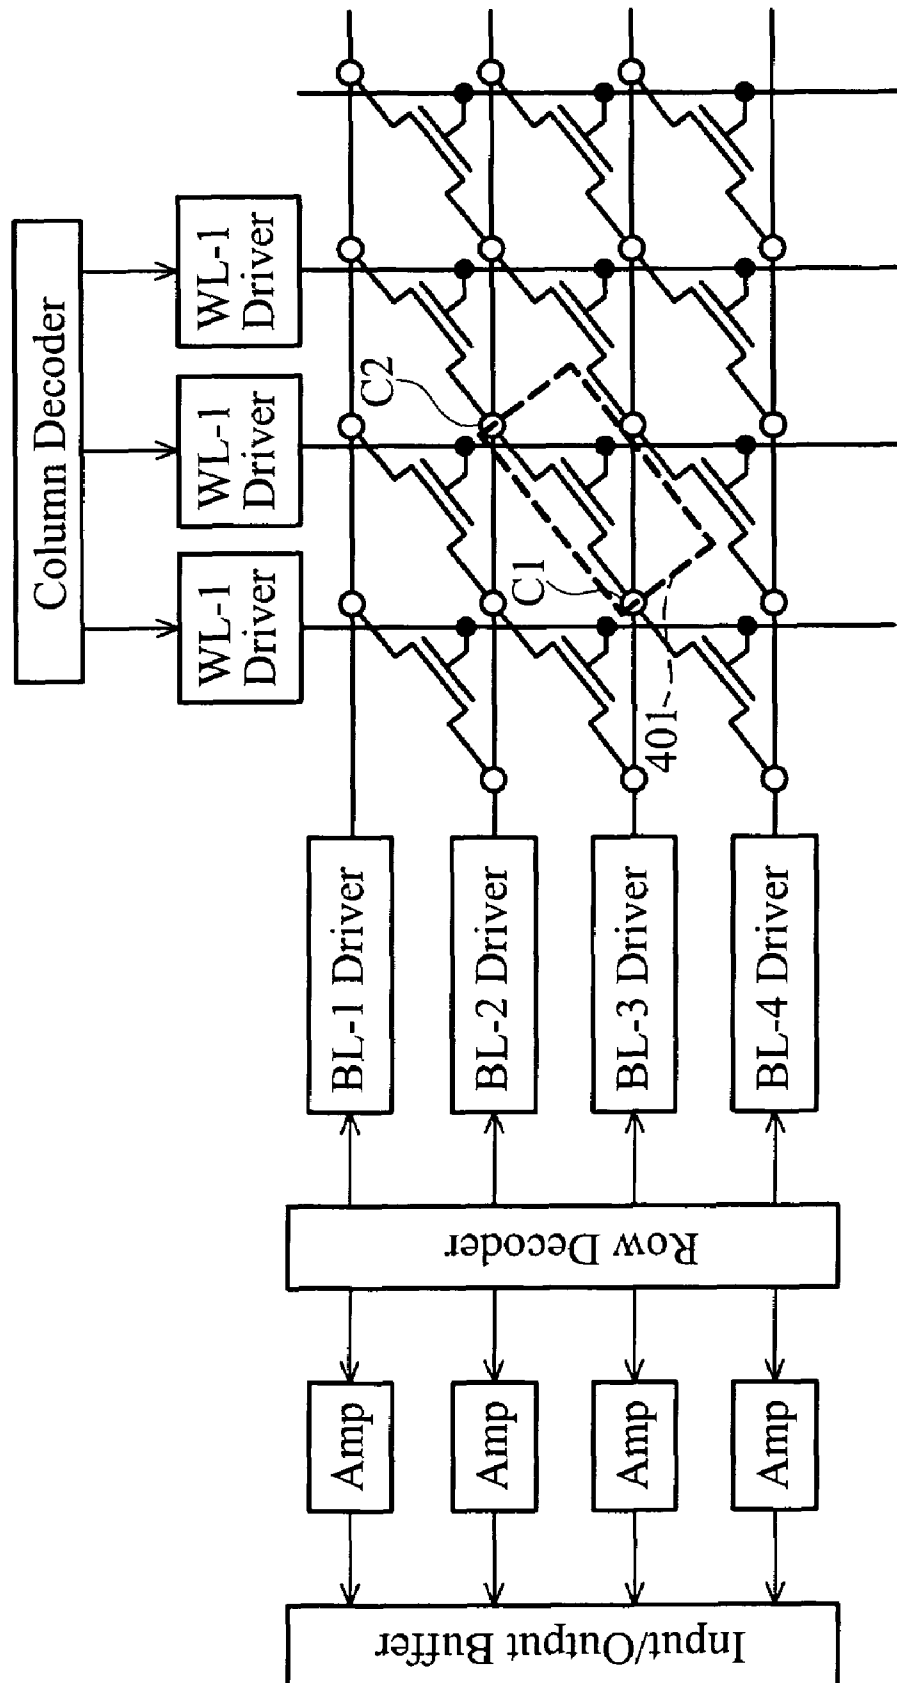 Column Decoder
WL-1
Driver
WL-1
Driver
WL-1
Driver
C2
C1
401
BL-1 Driver
BL-2 Driver
BL-3 Driver
BL-4 Driver
Row Decoder
Amp
Amp
Amp
Amp
Input/Output Buffer